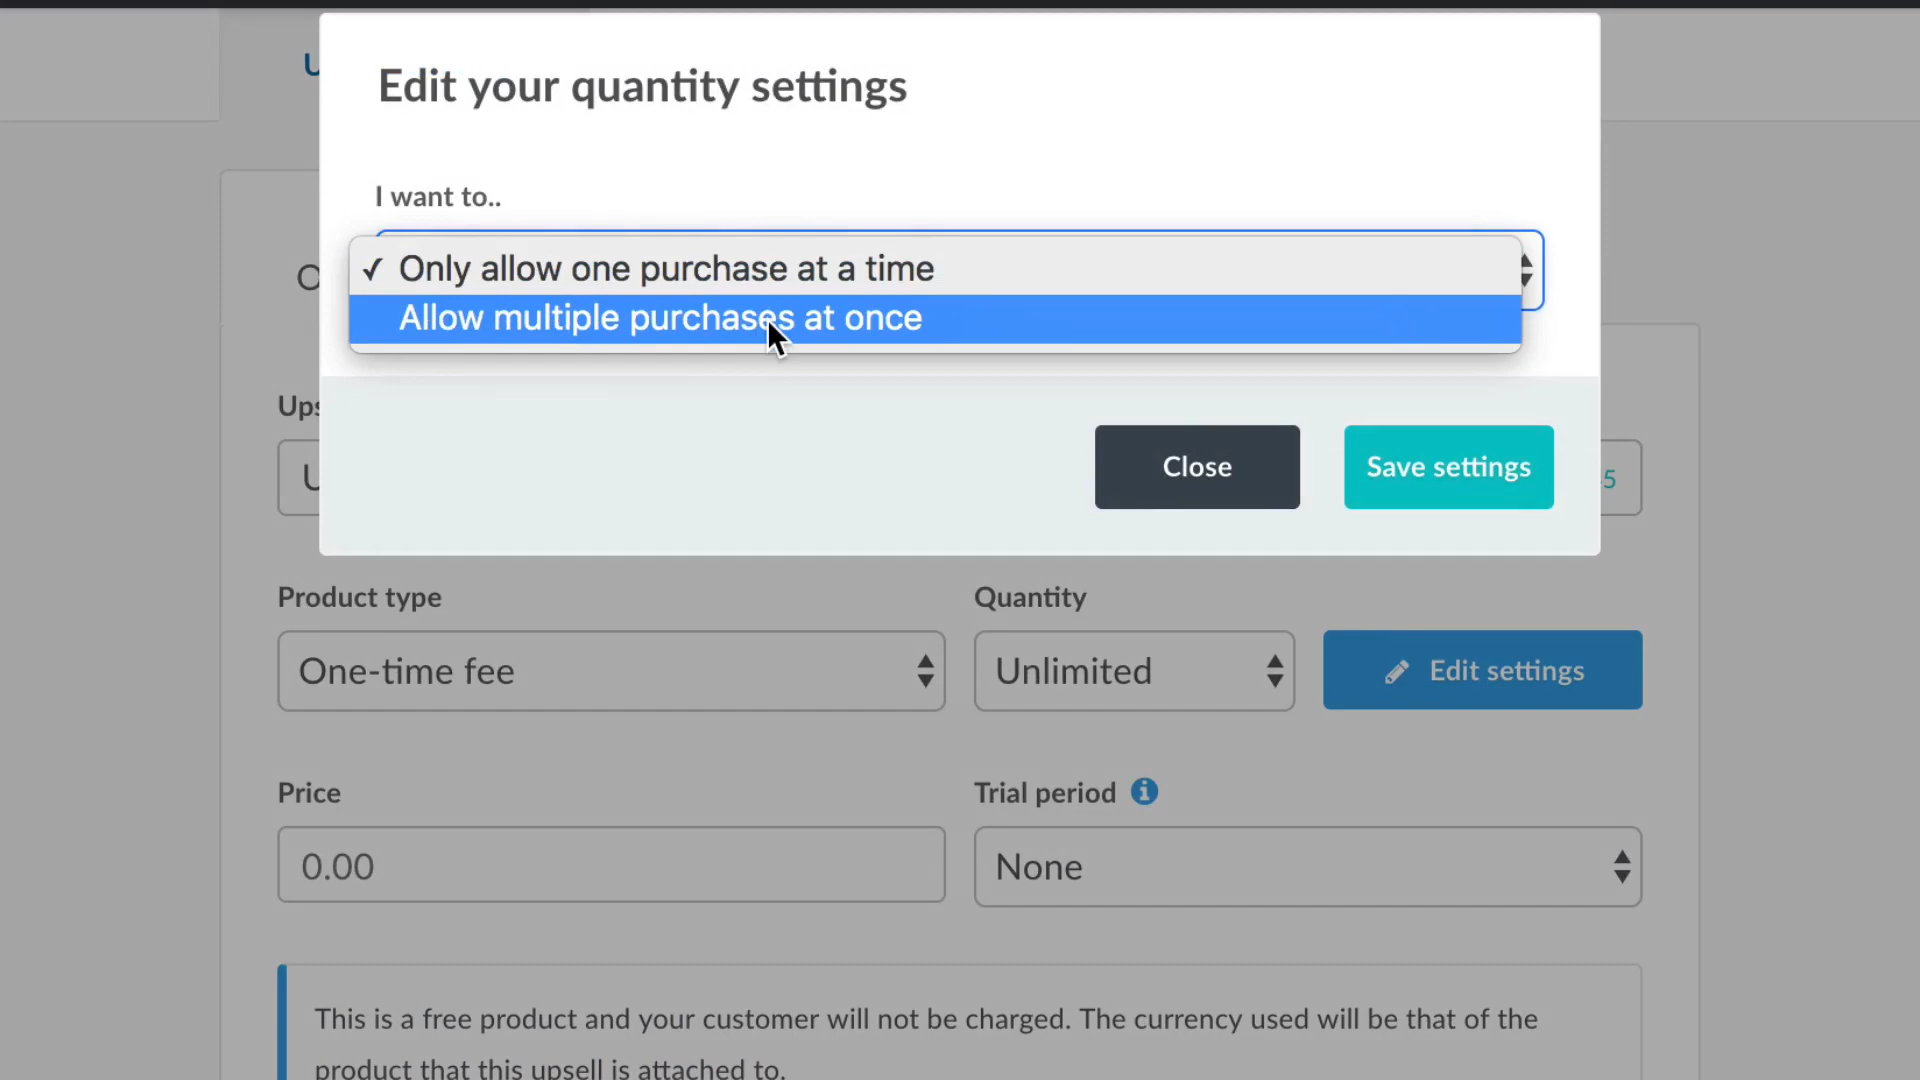 Edit your quantity settings
I want to..
✓ Only allow one purchase at a time
Allow multiple purchases at once
Ups
Close
Save settings
5
Product type
Quantity
One-time fee
Unlimited
Edit settings
Price
Trial period
0.00
None
This is a free product and your customer will not be charged. The currency used will be that of the
product that this upsell is attached to.